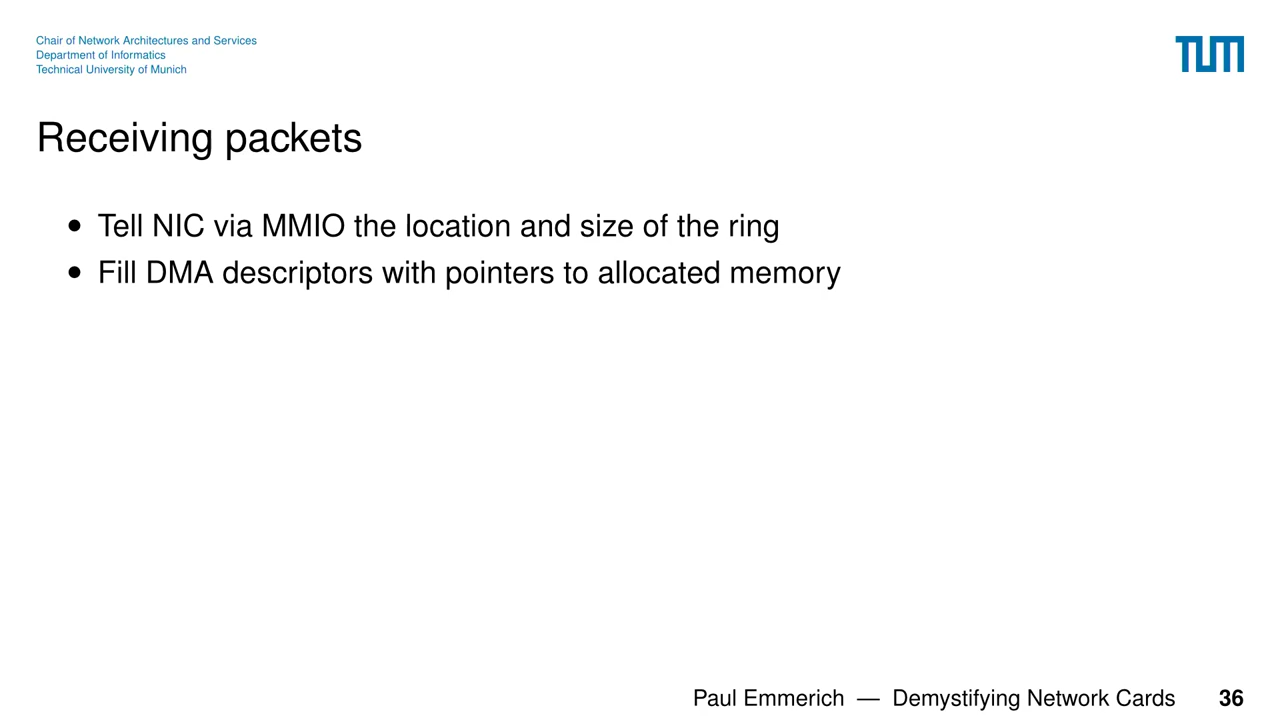 Chair of Network Architectures and Services
Department of Informatics
Technical University of Munich
TUM
Receiving packets
• Tell NIC via MMIO the location and size of the ring
• Fill DMA descriptors with pointers to allocated memory
Paul Emmerich — Demystifying Network Cards 36